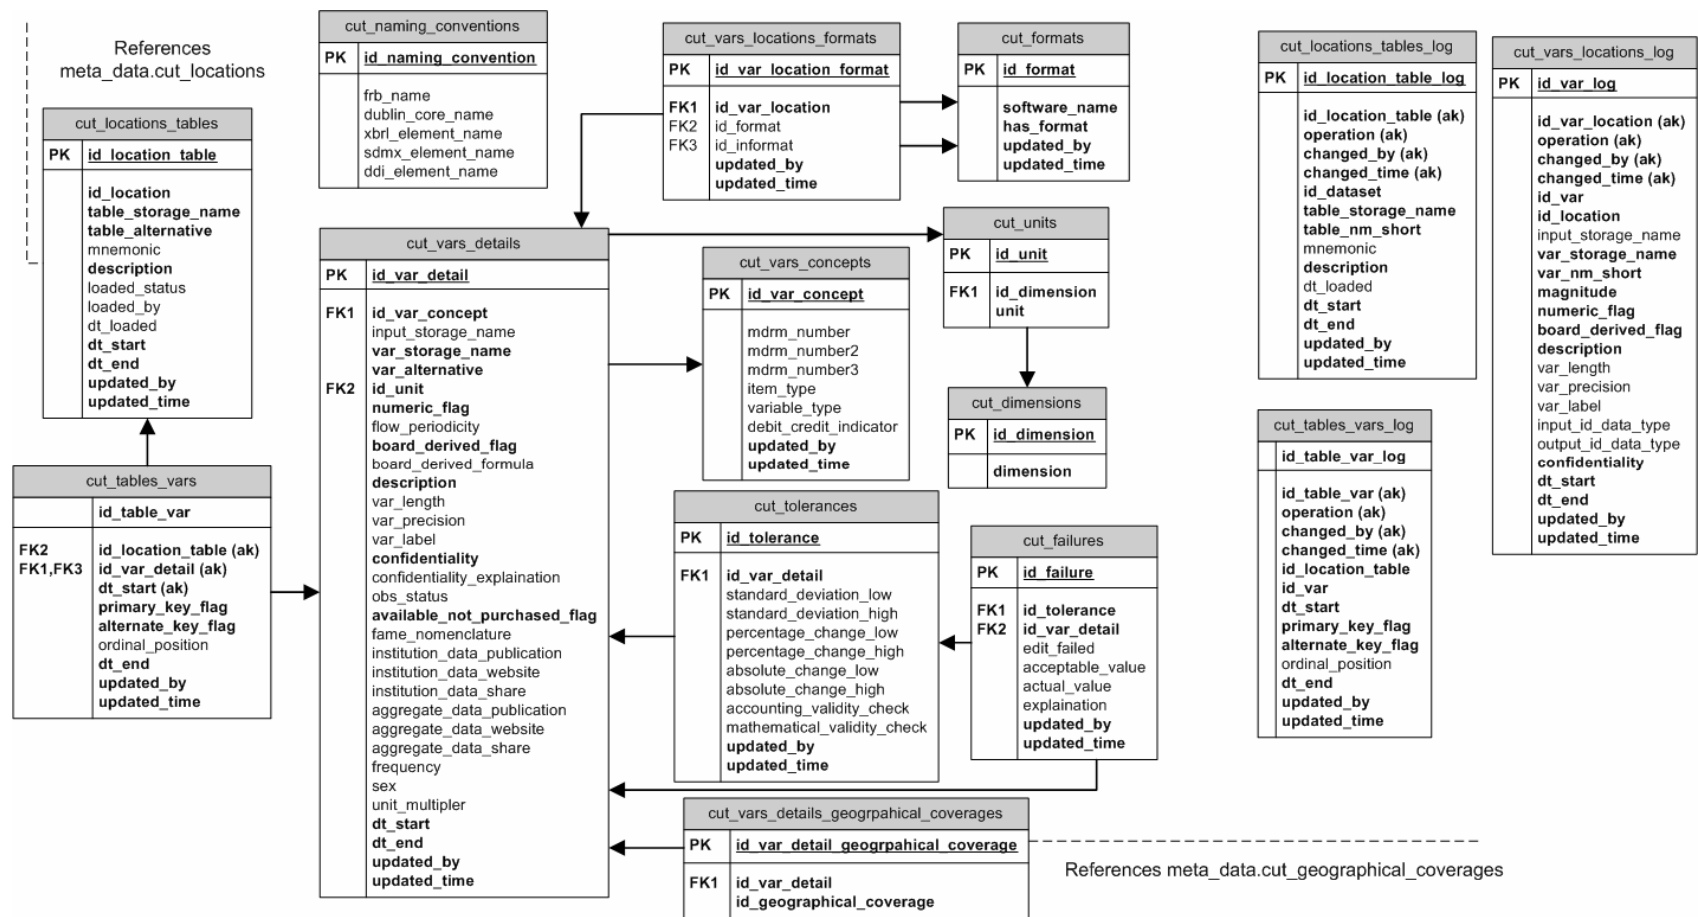 References
meta_data.cut_locations
cut_locations_tables
PK id_location_table
id_location
table_storage_name
table_alternative
mnemonic
description
loaded_status
loaded_by
dt_loaded
dt_start
dt_end
updated_by
updated_time
cut_tables_vars
id_table_var
FK2 id_location_table (ak)
FK1,FK3 id_var_detail (ak)
dt_start (ak)
primary_key_flag
alternate_key_flag
ordinal_position
dt_end
updated_by
updated_time
cut_naming_conventions
PK id_naming_convention
frb_name
dublin_core_name
xbrl_element_name
sdmx_element_name
ddi_element_name
cut_vars_details
PK id_var_detail
FK1 id_var_concept
input_storage_name
var_storage_name
var_alternative
FK2 id_unit
numeric_flag
flow_periodicity
board_derived_flag
board_derived_formula
description
var_length
var_precision
var_label
confidentiality
confidentiality_explaination
obs_status
available_not_purchased_flag
fame_nomenclature
institution_data_publication
institution_data_website
institution_data_share
aggregate_data_publication
aggregate_data_website
aggregate_data_share
frequency
sex
unit_multipler
dt_start
dt_end
updated_by
updated_time
cut_vars_locations_formats
PK id_var_location_format
FK1 id_var_location
FK2 id_format
FK3 id_informat
updated_by
updated_time
cut_formats
PK id_format
software_name
has_format
updated_by
updated_time
cut_vars_concepts
PK id_var_concept
mdrm_number
mdrm_number2
mdrm_number3
item_type
variable_type
debit_credit_indicator
updated_by
updated_time
cut_units
PK id_unit
FK1 id_dimension
unit
cut_dimensions
PK id_dimension
dimension
cut_tolerances
PK id_tolerance
FK1 id_var_detail
standard_deviation_low
standard_deviation_high
percentage_change_low
percentage_change_high
absolute_change_low
absolute_change_high
accounting_validity_check
mathematical_validity_check
updated_by
updated_time
cut_failures
PK id_failure
FK1 id_tolerance
FK2 id_var_detail
edit_failed
acceptable_value
actual_value
explaination
updated_by
updated_time
cut_vars_details_geogrpahical_coverages
PK id_var_detail_geogrpahical_coverage
FK1 id_var_detail
id_geographical_coverage
References meta_data.cut_geographical_coverages
cut_locations_tables_log
PK id_location_table_log
id_location_table (ak)
operation (ak)
changed_by (ak)
changed_time (ak)
id_dataset
table_storage_name
table_nm_short
mnemonic
description
dt_loaded
dt_start
dt_end
updated_by
updated_time
cut_tables_vars_log
id_table_var_log
id_table_var (ak)
operation (ak)
changed_by (ak)
changed_time (ak)
id_location_table
id_var
dt_start
primary_key_flag
alternate_key_flag
ordinal_position
dt_end
updated_by
updated_time
cut_vars_locations_log
PK id_var_log
id_var_location (ak)
operation (ak)
changed_by (ak)
changed_time (ak)
id_var
id_location
input_storage_name
var_storage_name
var_nm_short
magnitude
numeric_flag
board_derived_flag
description
var_length
var_precision
var_label
input_id_data_type
output_id_data_type
confidentiality
dt_start
dt_end
updated_by
updated_time